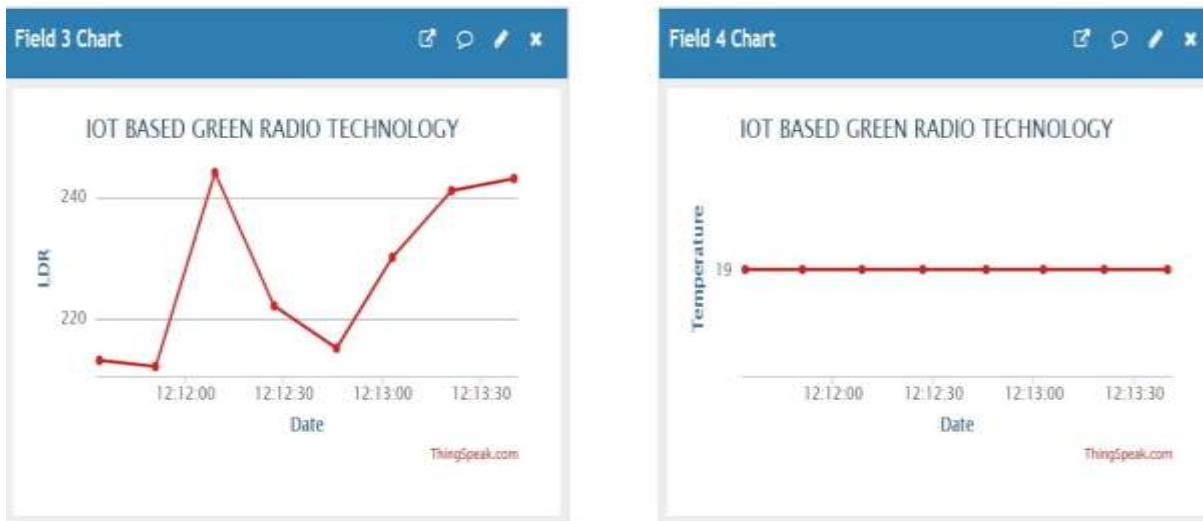 Field 3 Chart
IOT BASED GREEN RADIO TECHNOLOGY
240
220
LDR
12:12:00 12:12:30 12:13:00 12:13:30
Date
ThingSpeak.com
Field 4 Chart
IOT BASED GREEN RADIO TECHNOLOGY
Temperature
19
12:12:00 12:12:30 12:13:00 12:13:30
Date
ThingSpeak.com